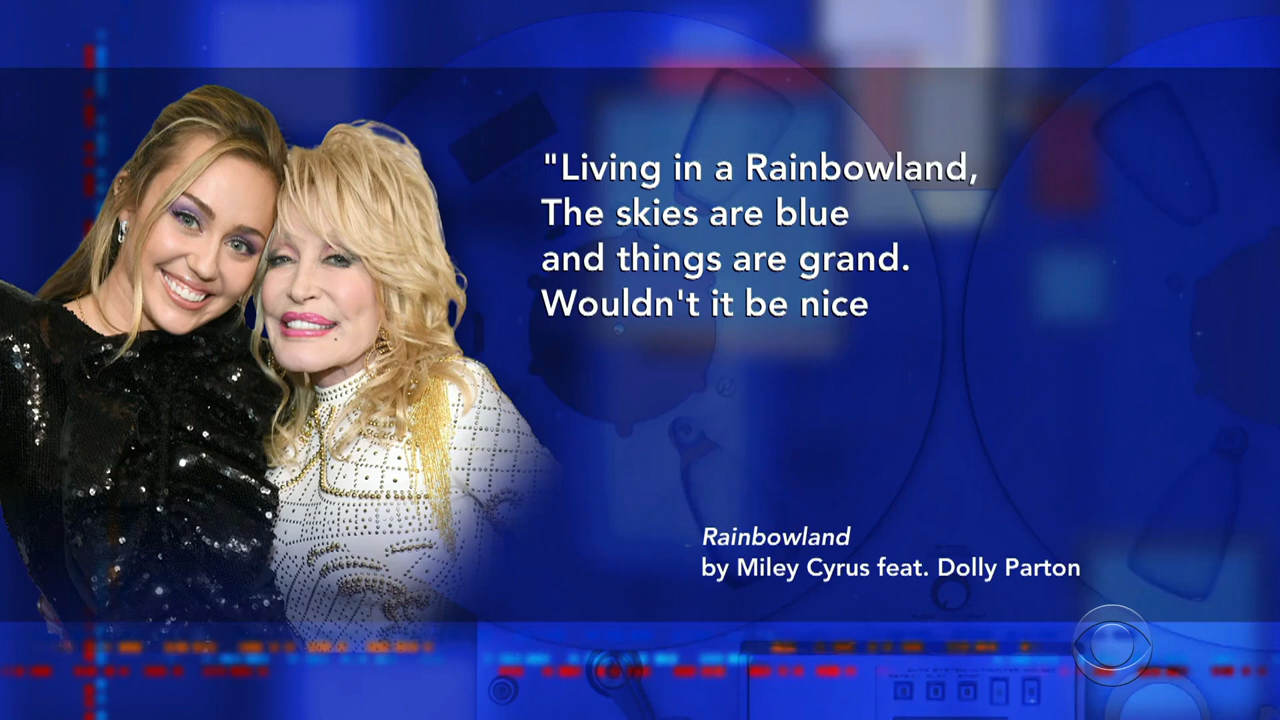 "Living in a Rainbowland,
The skies are blue
and things are grand.
Wouldn't it be nice
Rainbowland
by Miley Cyrus feat. Dolly Parton